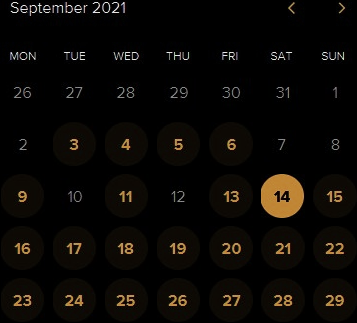 September 2021
MON TUE WED THU FRI SAT SUN
26 27 28 29 30 31 1
2 3 4 5 6 7 8
9 10 11 12 13 14 15
16 17 18 19 20 21 22
23 24 25 26 27 28 29